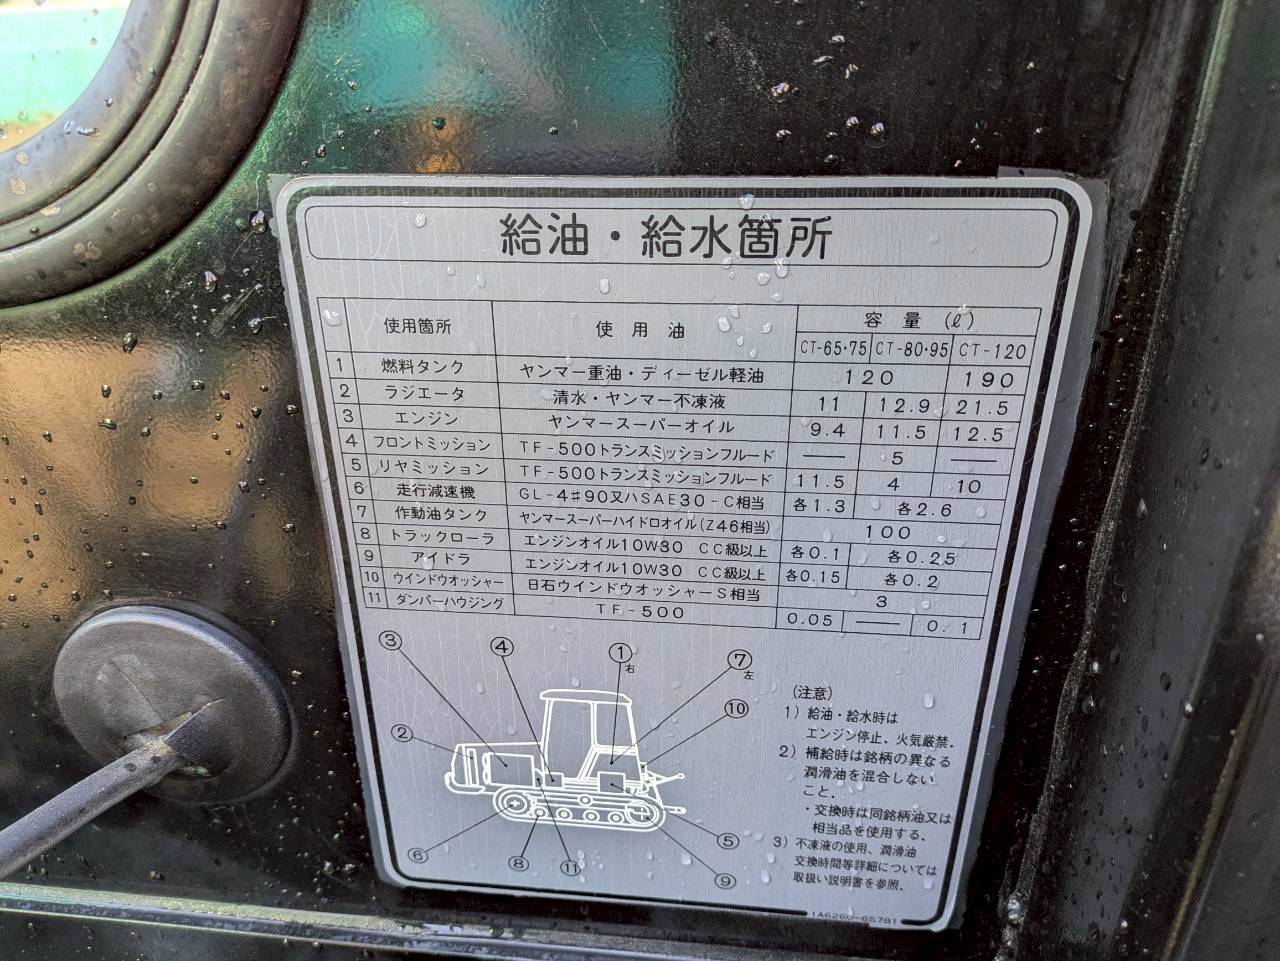 給油・給水箇所
使用箇所 使用油 容量 (ℓ)
CT-65・75 CT-80・95 CT-120
1 燃料タンク ヤンマー重油・ディーゼル軽油 120 190
2 ラジエータ 清水・ヤンマー不凍液 11 12.9 21.5
3 エンジン ヤンマースーパーオイル 9.4 11.5 12.5
4 フロントミッション TF-500トランスミッションフルード — 5 —
5 リヤミッション TF-500トランスミッションフルード 11.5 4 10
6 走行減速機 GL-4♯90又ハSAE30-C相当 各1.3 各2.6
7 作動油タンク ヤンマースーパーハイドロオイル(Z46相当) 100
8 トラックローラ エンジンオイル10W30 CC級以上 各0.1 各0.25
9 アイドラ エンジンオイル10W30 CC級以上 各0.15 各0.2
10 ウインドウオッシャー 日石ウインドウオッシャーS相当 3
11 ダンパーハウジング TF-500 0.05 — 0.1
③ ④ ① 右 ⑦ 左
⑩
②
⑥ ⑧ ⑪ ⑨ ⑤
(注意)
1) 給油・給水時は
エンジン停止、火気厳禁.
2) 補給時は銘柄の異なる
潤滑油を混合しない
こと.
・交換時は同銘柄油又は
相当品を使用する.
3) 不凍液の使用、潤滑油
交換時間等詳細については
取扱い説明書を参照.
1A6260-65781